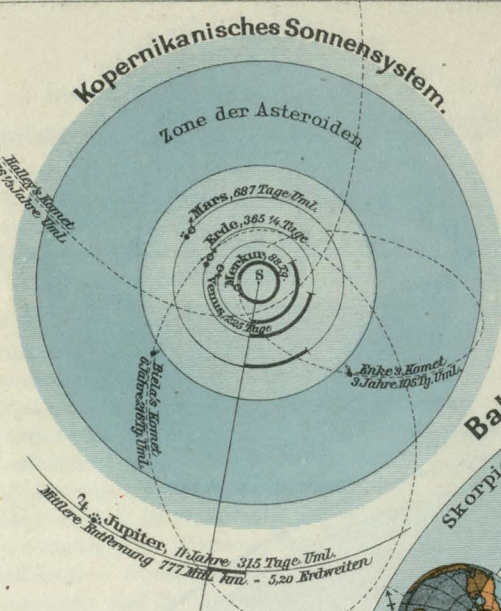 Kopernikanisches Sonnensystem.
Zone der Asteroiden
Halley's Komet
76 ⅓ Jahre Uml.
Mars, 687 Tage Uml.
Erde, 365 ¼ Tage
Merkur, 88 Tg.
Venus, 225 Tage
S
Enke's Komet
3 Jahre 105 Tg. Uml.
Biela's Komet
6 Jahre Tg. Uml.
♃ Jupiter, 11 Jahre 315 Tage Uml.
Mittlere Entfernung 777 Mill. km. - 5,20 Erdweiten
Ba
Skorpi